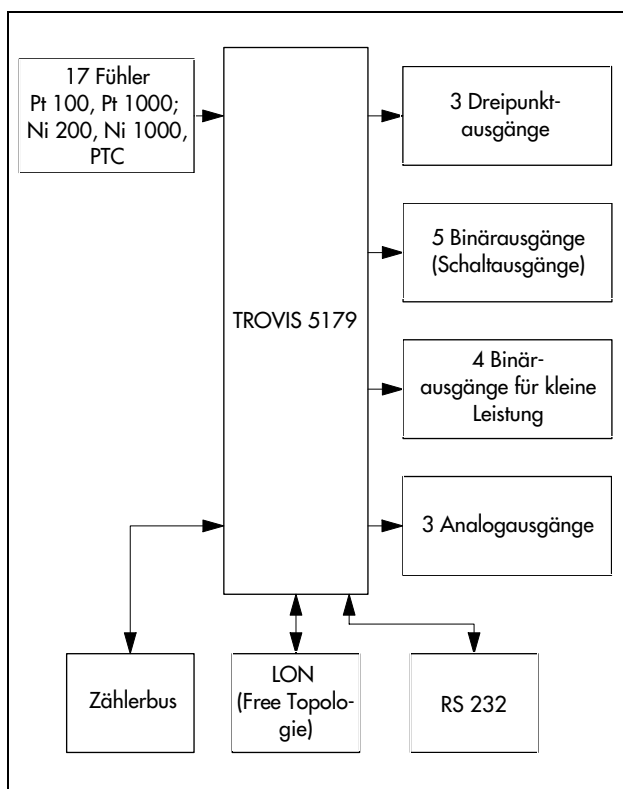 17 Fühler
Pt 100, Pt 1000;
Ni 200, Ni 1000,
PTC
3 Dreipunkt-
ausgänge
5 Binärausgänge
(Schaltausgänge)
TROVIS 5179
4 Binär-
ausgänge für kleine
Leistung
3 Analogausgänge
Zählerbus
LON
(Free Topolo-
gie)
RS 232